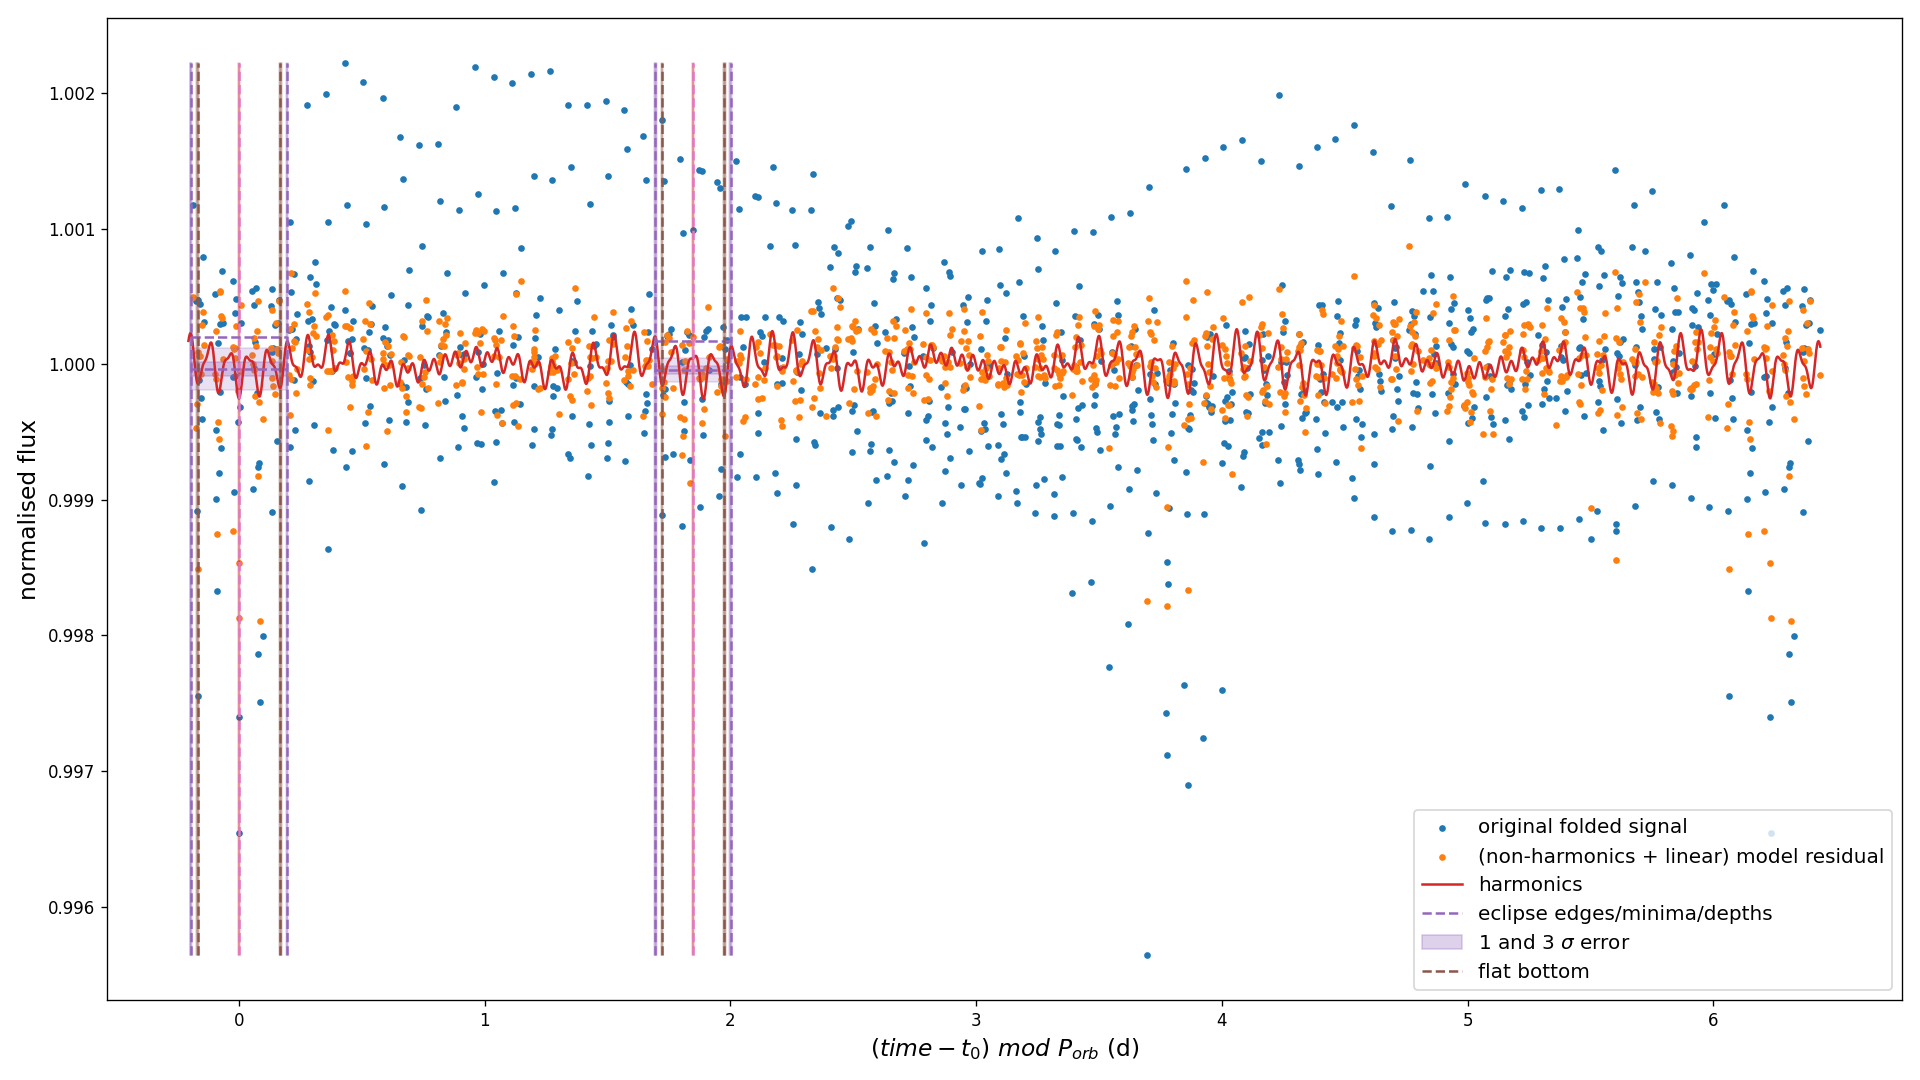 normalised flux
1.002
1.001
1.000
0.999
0.998
0.997
0.996
0
1
2
3
4
5
6
(time − t₀) mod P_orb (d)
original folded signal
(non-harmonics + linear) model residual
harmonics
eclipse edges/minima/depths
1 and 3 σ error
flat bottom